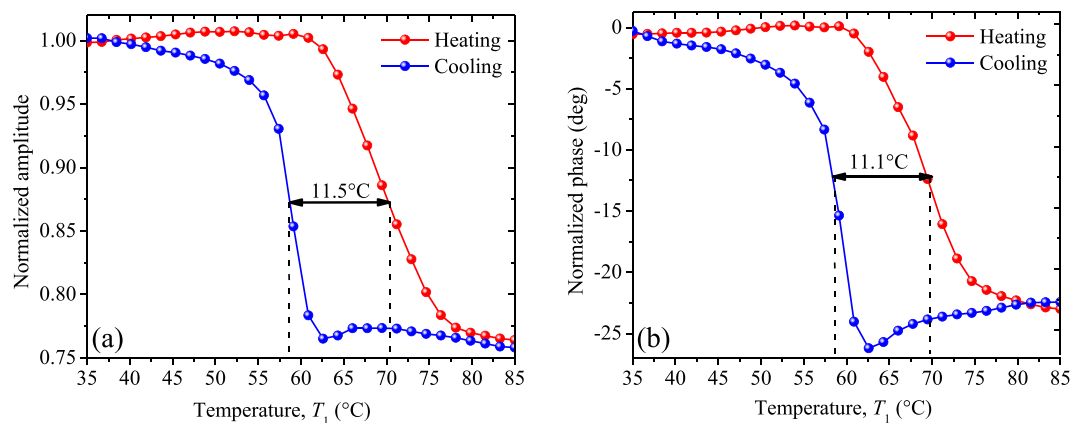 Normalized amplitude
1.00
0.95
0.90
0.85
0.80
0.75
Heating
Cooling
11.5°C
(a)
35 40 45 50 55 60 65 70 75 80 85
Temperature, T1 (°C)
Normalized phase (deg)
0
-5
-10
-15
-20
-25
Heating
Cooling
11.1°C
(b)
35 40 45 50 55 60 65 70 75 80 85
Temperature, T1 (°C)